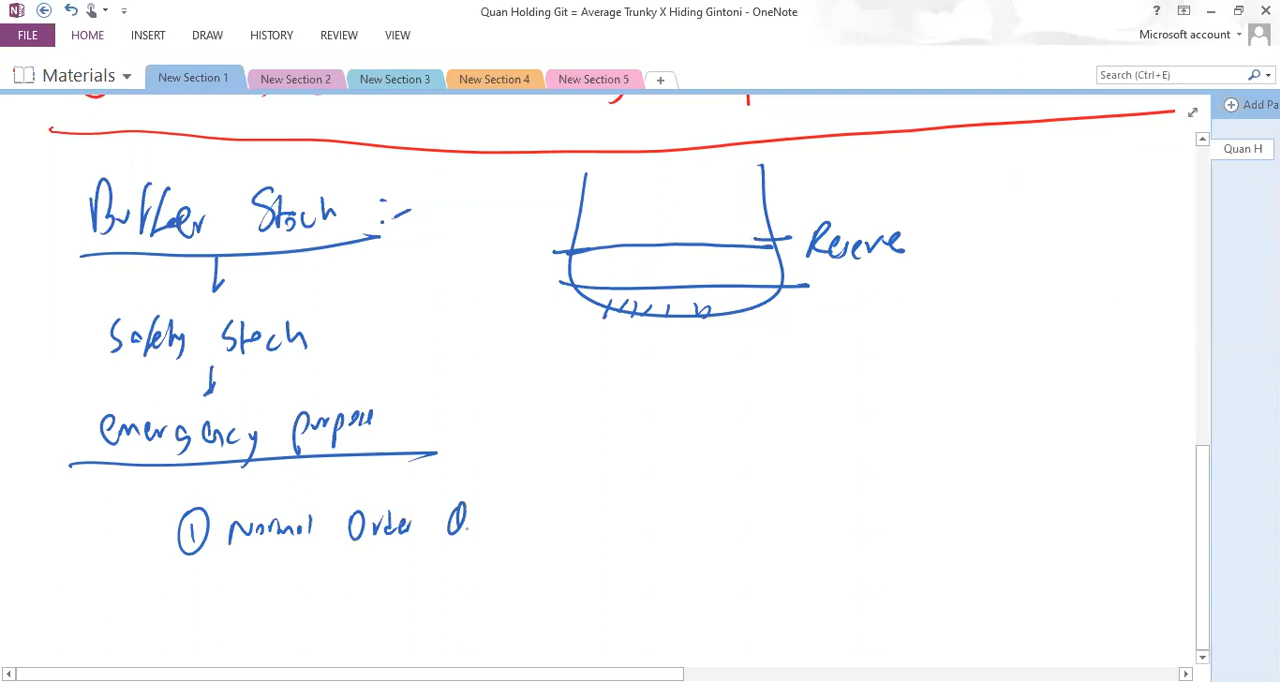 Quan Holding Git = Average Trunky X Hiding Gintoni - OneNote
?
FILE HOME INSERT DRAW HISTORY REVIEW VIEW
Microsoft account
Materials New Section 1 New Section 2 New Section 3 New Section 4 New Section 5 +
Search (Ctrl+E)
Add Pa
Quan H
Buffer Stock :-
Reserve
Safety Stock
emergency purpose
① Normal Order Q